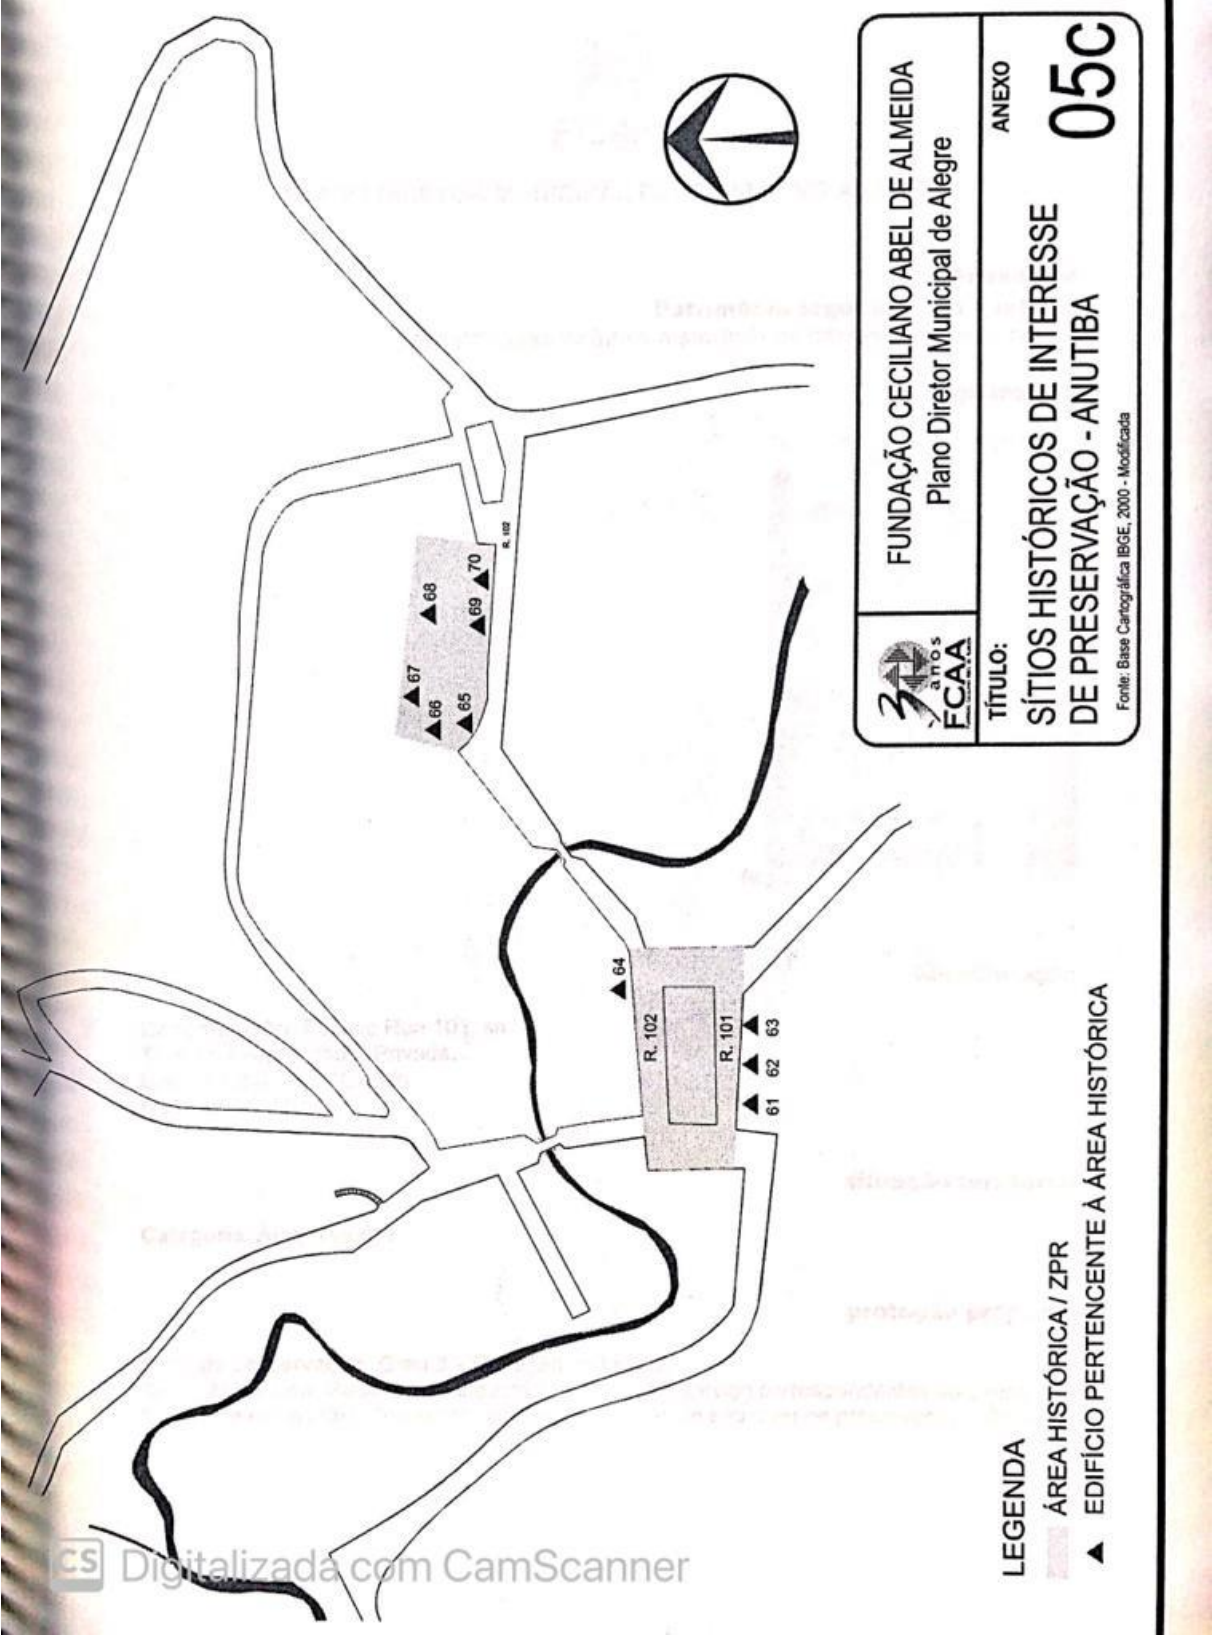 FUNDAÇÃO CECILIANO ABEL DE ALMEIDA
Plano Diretor Municipal de Alegre
30 anos
FCAA
TÍTULO:
SÍTIOS HISTÓRICOS DE INTERESSE
DE PRESERVAÇÃO - ANUTIBA
Fonte: Base Cartográfica IBGE, 2000 - Modificada
ANEXO
05c
67
68
66
65
69
70
R. 102
64
R. 102
R. 101
61
62
63
LEGENDA
ÁREA HISTÓRICA / ZPR
EDIFÍCIO PERTENCENTE À ÁREA HISTÓRICA
CS Digitalizada com CamScanner